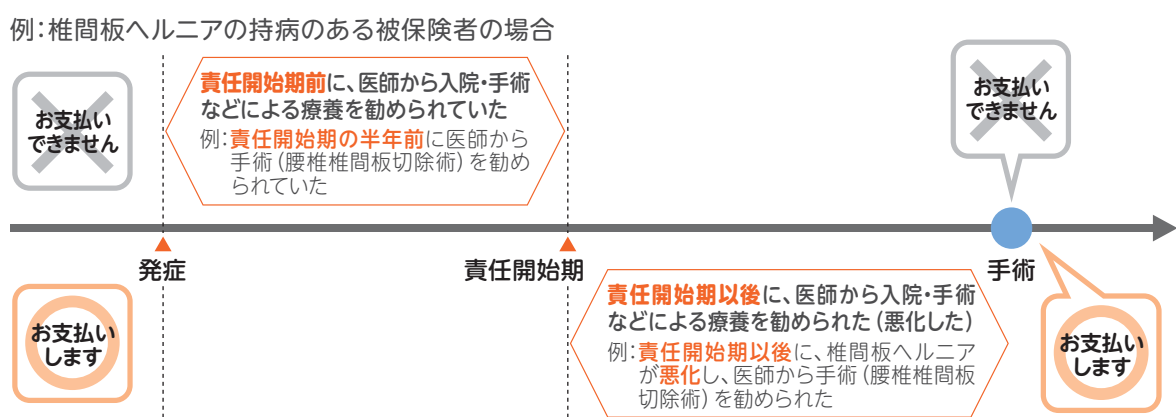 例：椎間板ヘルニアの持病のある被保険者の場合
お支払い
できません
責任開始期前に、医師から入院・手術
などによる療養を勧められていた
例：責任開始期の半年前に医師から
手術（腰椎椎間板切除術）を勧め
られていた
お支払い
できません
発症
責任開始期
手術
お支払い
します
責任開始期以後に、医師から入院・手術
などによる療養を勧められた（悪化した）
例：責任開始期以後に、椎間板ヘルニア
が悪化し、医師から手術（腰椎椎間板
切除術）を勧められた
お支払い
します